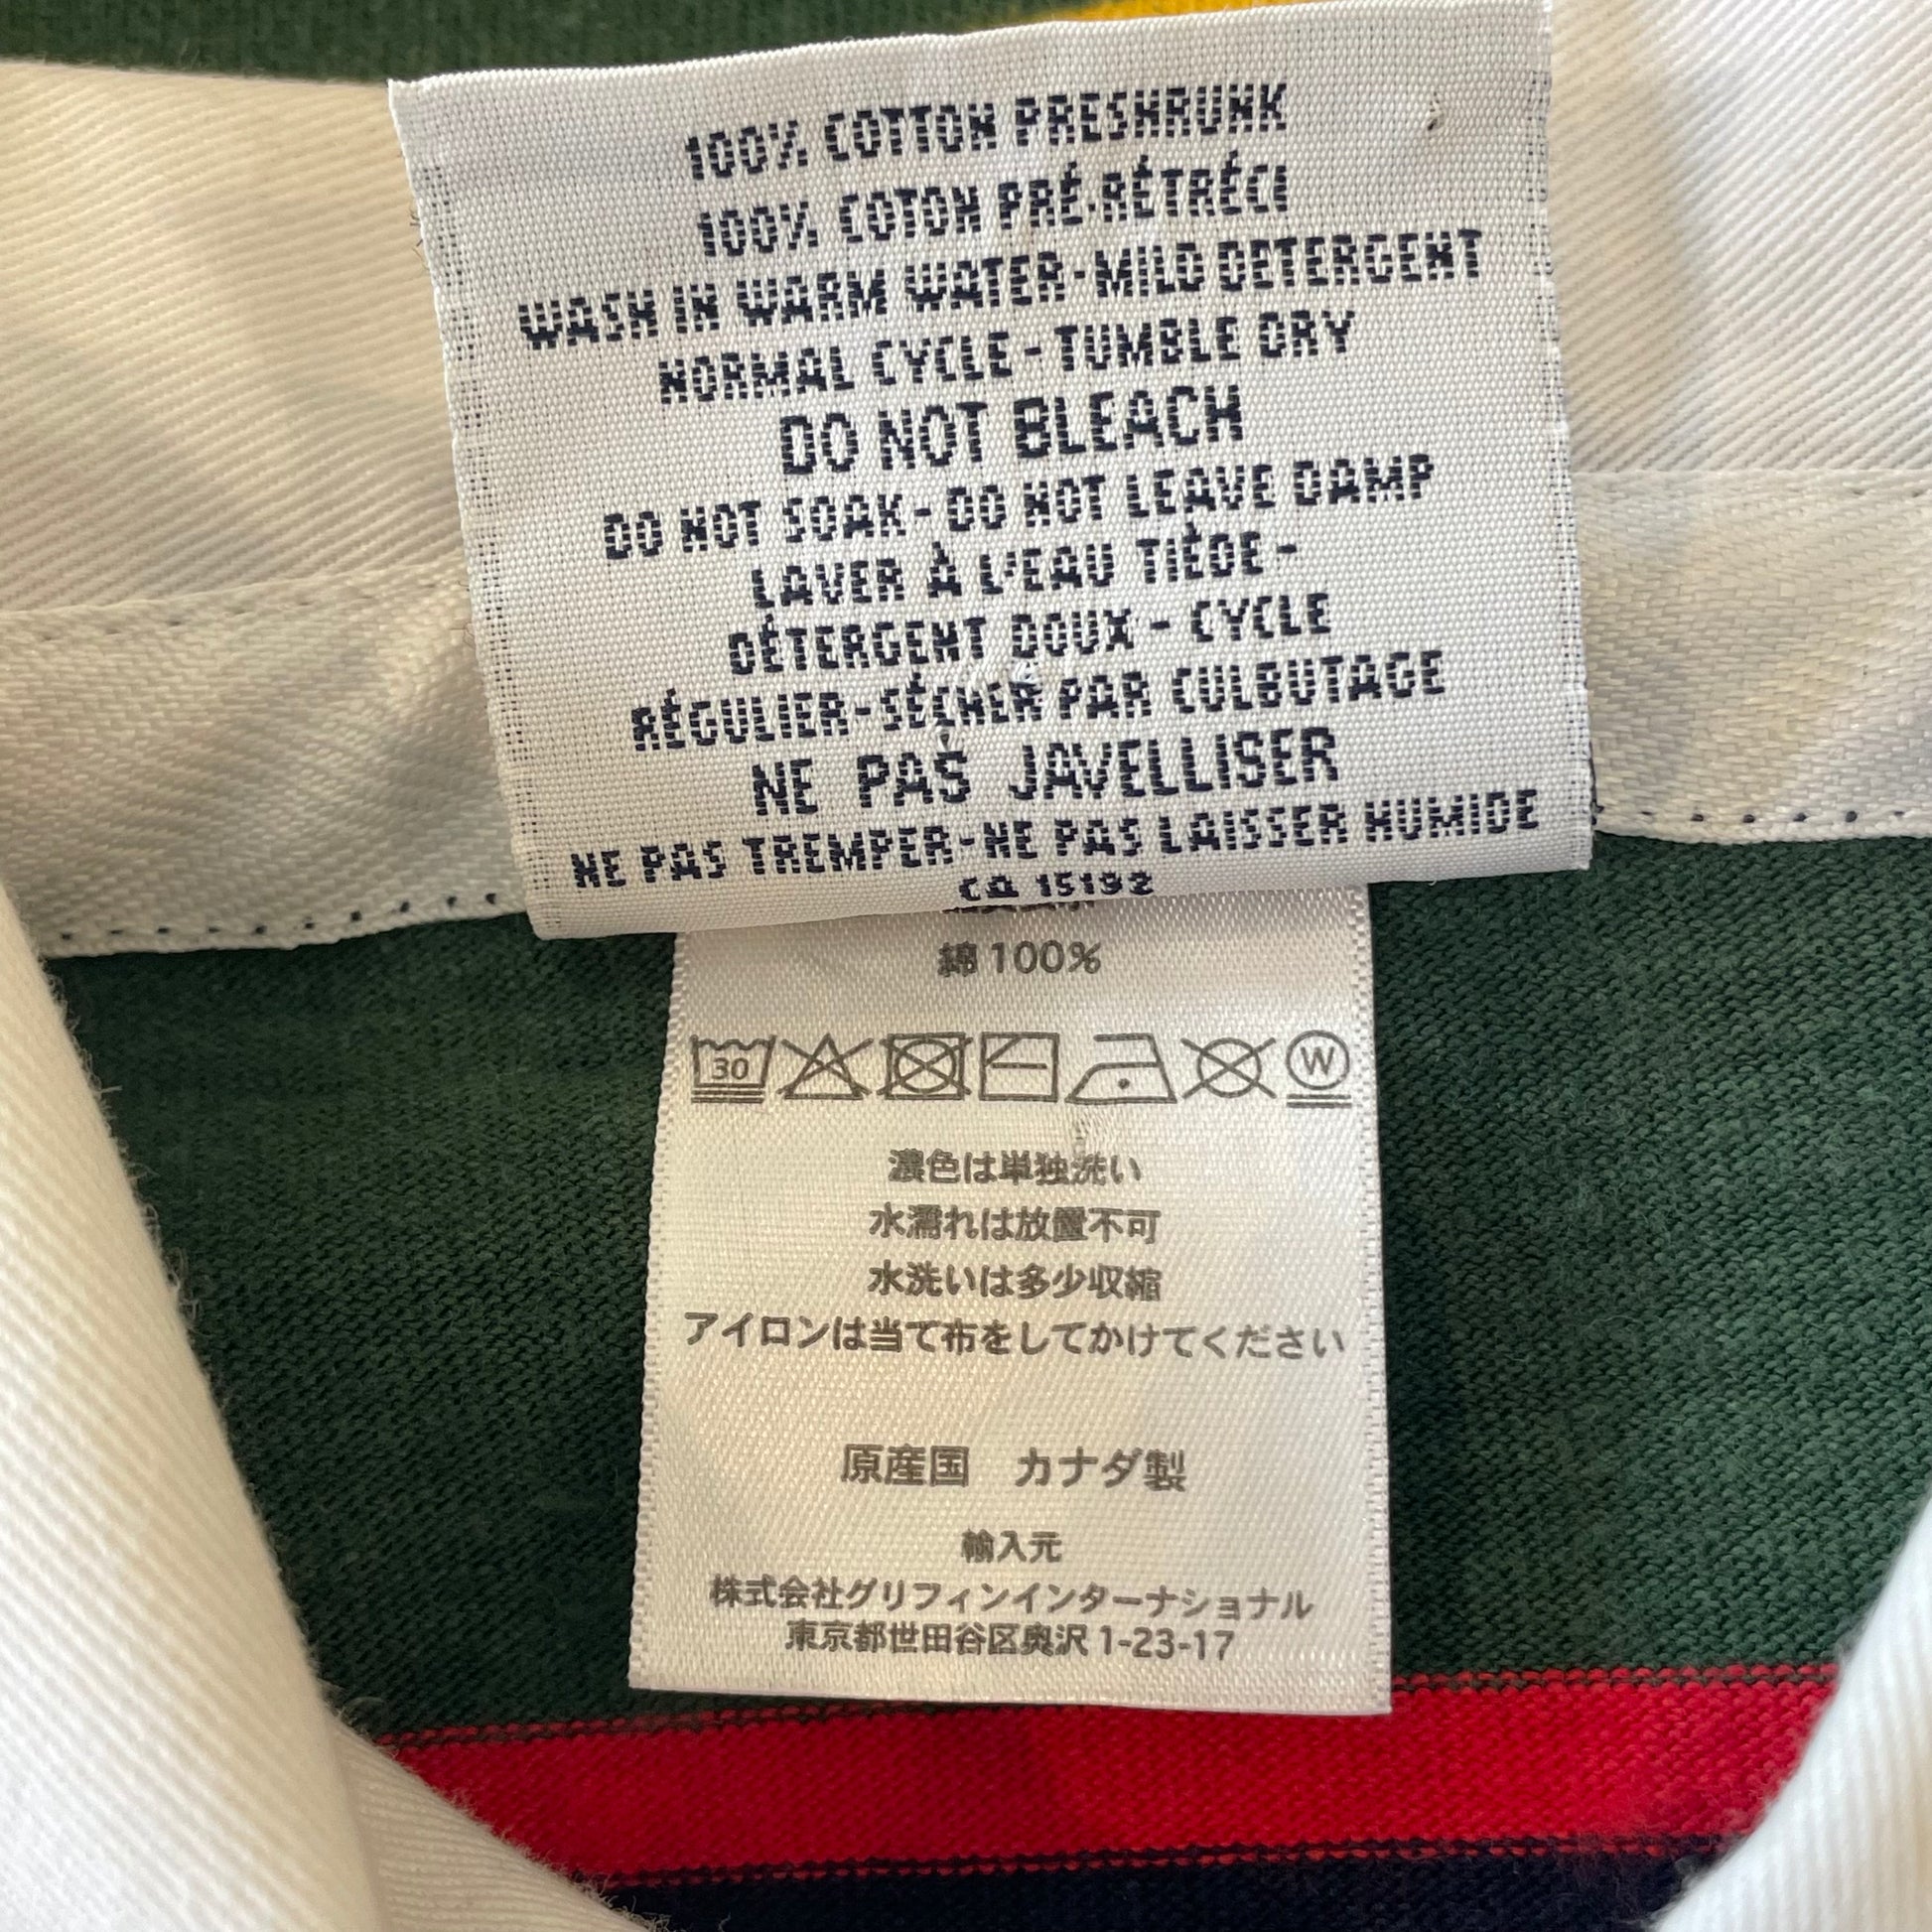 100% COTTON PRESHRUNK
100% COTON PRÉ-RÉTRÉCI
WASH IN WARM WATER-MILD DETERGENT
NORMAL CYCLE-TUMBLE DRY
DO NOT BLEACH
DO NOT SOAK-DO NOT LEAVE DAMP
LAVER À L'EAU TIÈDE-
DÉTERGENT DOUX - CYCLE
RÉGULIER-SÉCHER PAR CULBUTAGE
NE PAS JAVELLISER
NE PAS TREMPER-NE PAS LAISSER HUMIDE
CA 15192
綿100%
30 W
濃色は単独洗い
水濡れは放置不可
水洗いは多少収縮
アイロンは当て布をしてかけてください
原産国 カナダ製
輸入元
株式会社グリフィンインターナショナル
東京都世田谷区奥沢1-23-17